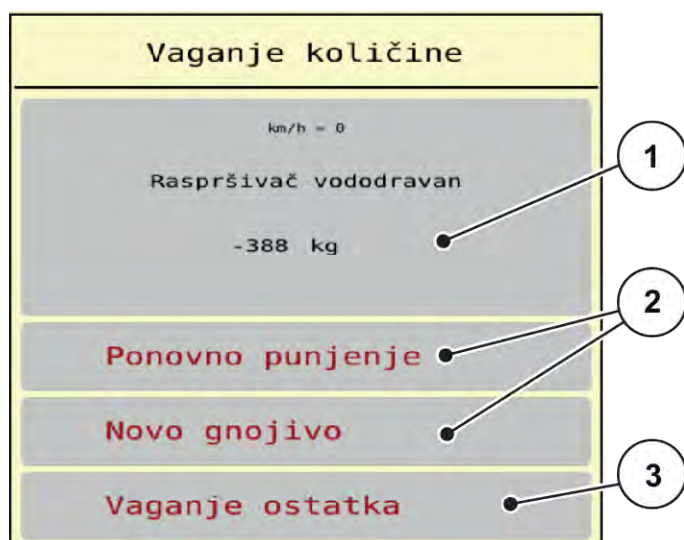 Vaganje količine
km/h = 0
Raspršivač vododravan
-388 kg
1
Ponovno punjenje
2
Novo gnojivo
Vaganje ostatka
3